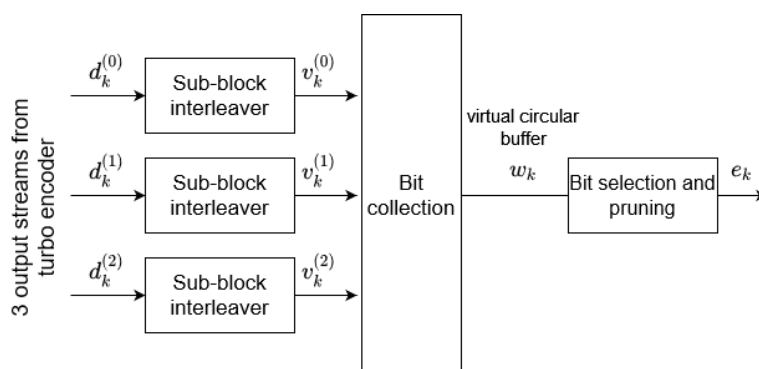 3 output streams from
turbo encoder
$d_k^{(0)}$
Sub-block
interleaver
$v_k^{(0)}$
$d_k^{(1)}$
Sub-block
interleaver
$v_k^{(1)}$
$d_k^{(2)}$
Sub-block
interleaver
$v_k^{(2)}$
Bit
collection
virtual circular
buffer
$w_k$
Bit selection and
pruning
$e_k$